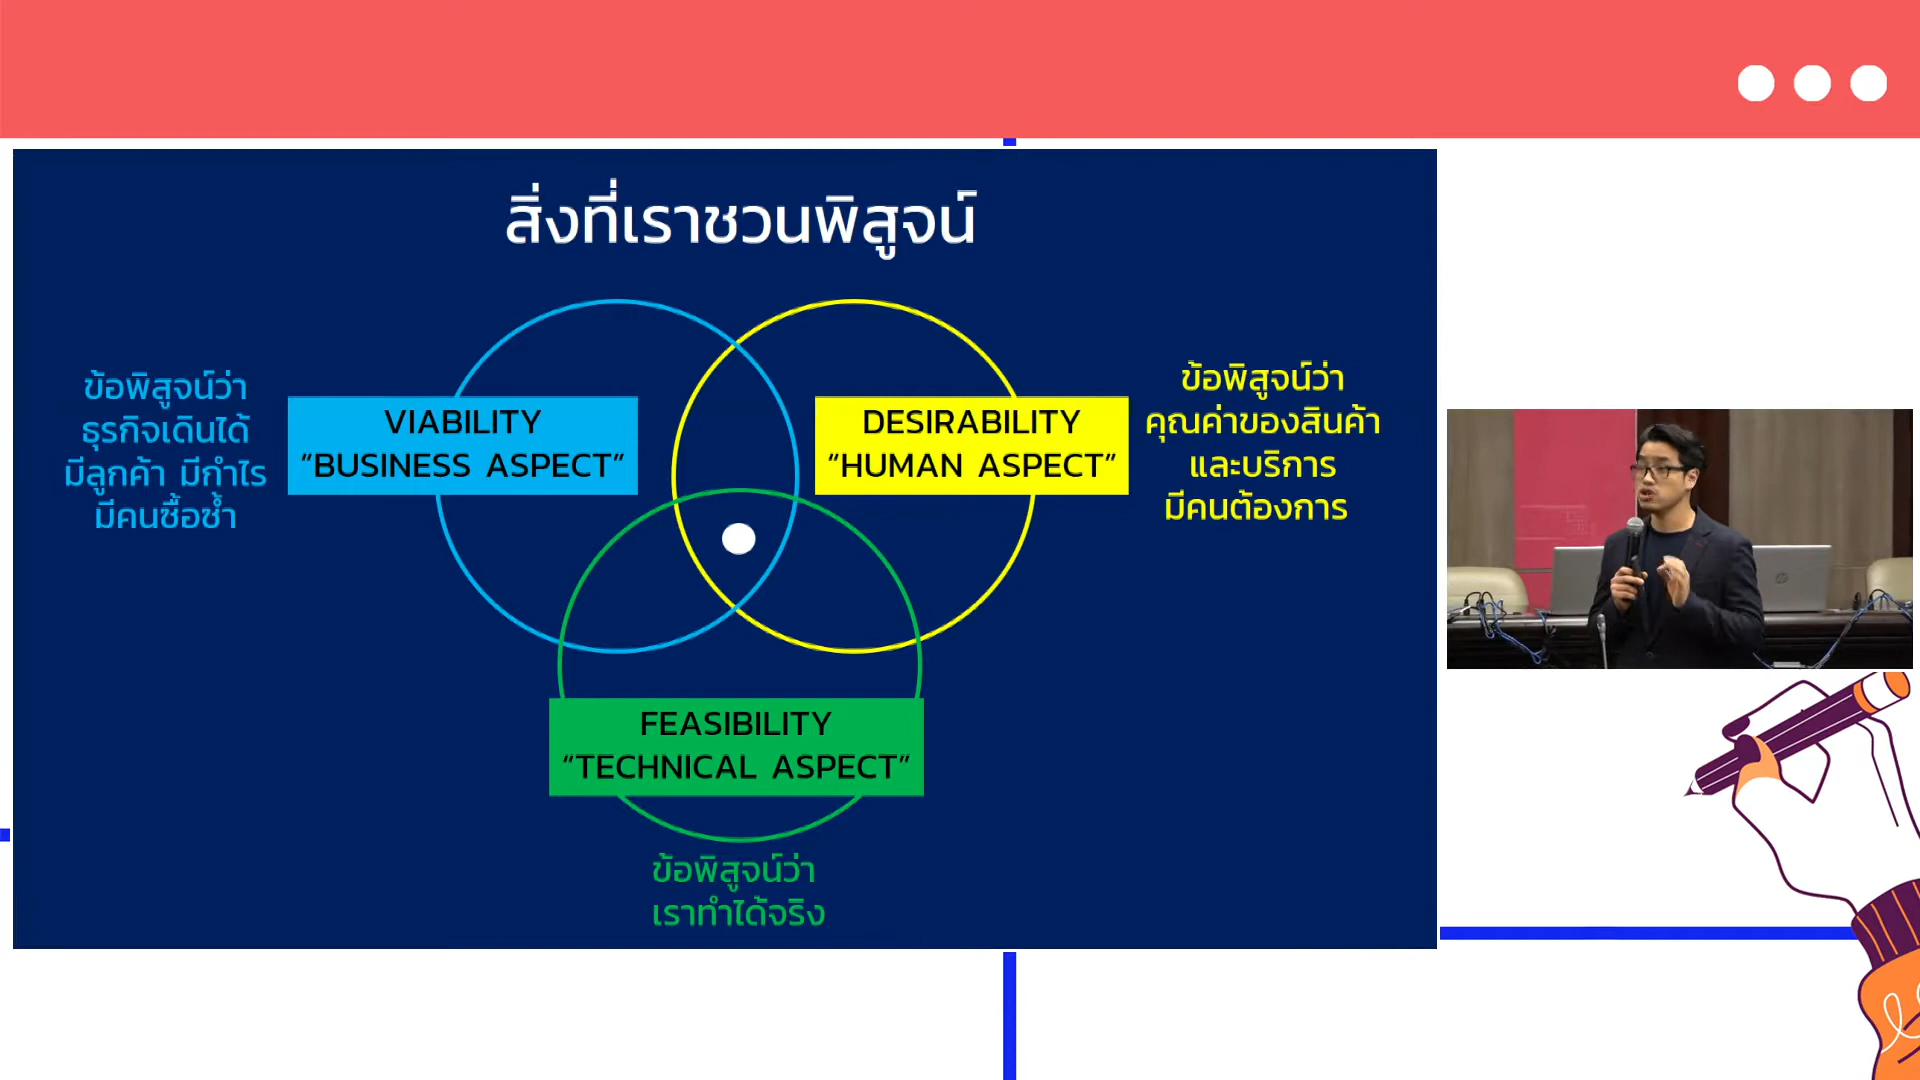 สิ่งที่เราชวนพิสูจน์
ข้อพิสูจน์ว่า
ธุรกิจเดินได้
มีลูกค้า มีกำไร
มีคนซื้อซ้ำ
VIABILITY
“BUSINESS ASPECT”
DESIRABILITY
“HUMAN ASPECT”
ข้อพิสูจน์ว่า
คุณค่าของสินค้า
และบริการ
มีคนต้องการ
FEASIBILITY
“TECHNICAL ASPECT”
ข้อพิสูจน์ว่า
เราทำได้จริง